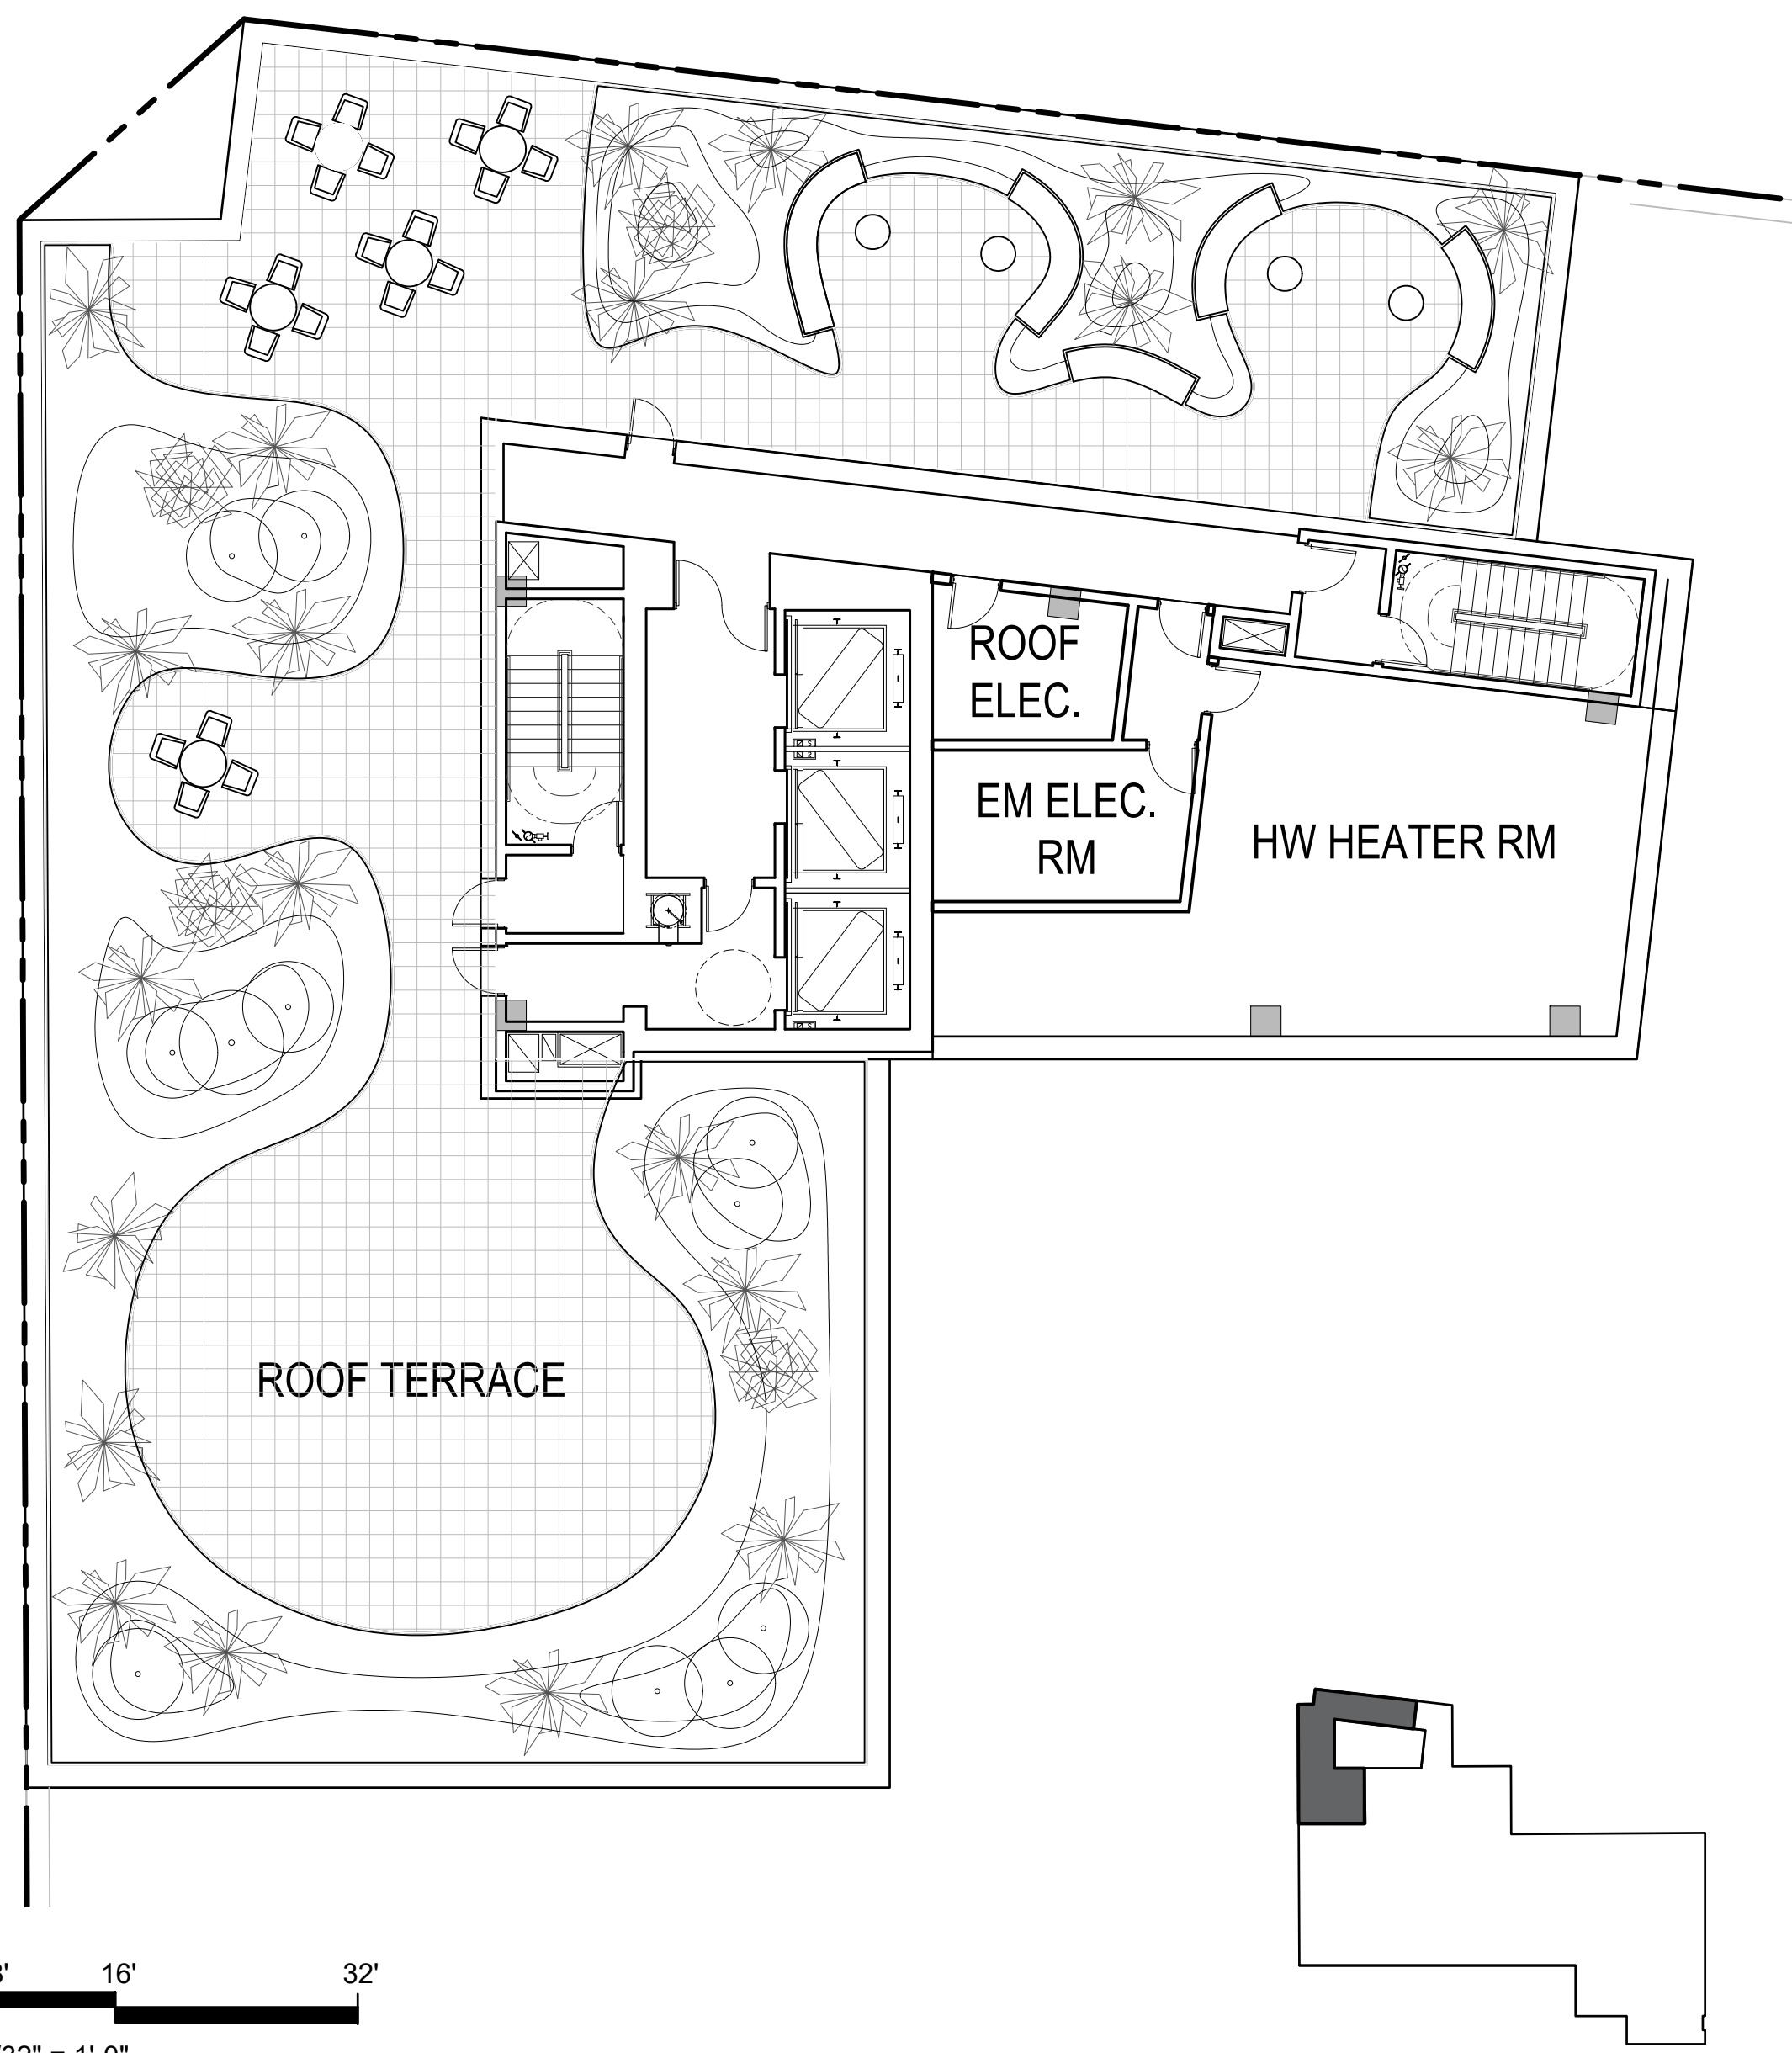 ROOF
ELEC.
EM ELEC.
RM
HW HEATER RM
ROOF TERRACE
16' 32'